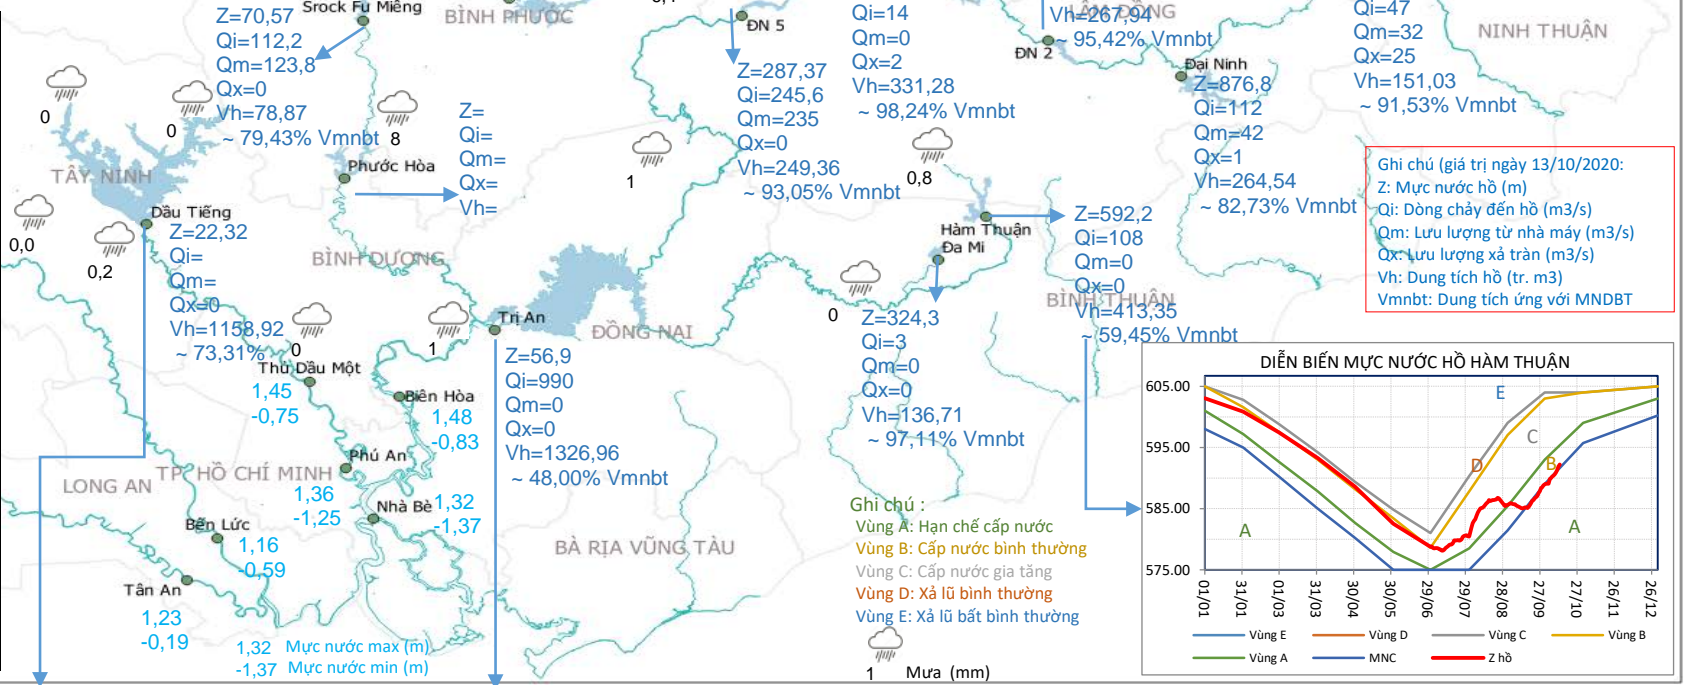 Srock Fu Miêng
BÌNH PHƯỚC
Z=70,57
Qi=112,2
Qm=123,8
Qx=0
Vh=78,87
~ 79,43% Vmnbt
ĐN 5
Z=287,37
Qi=245,6
Qm=235
Qx=0
Vh=249,36
~ 93,05% Vmnbt
Qi=14
Qm=0
Qx=2
Vh=331,28
~ 98,24% Vmnbt
LÂM ĐỒNG
Vh=267,94
~ 95,42% Vmnbt
ĐN 2
Đại Ninh
Z=876,8
Qi=112
Qm=42
Qx=1
Vh=264,54
~ 82,73% Vmnbt
Qi=47
Qm=32
Qx=25
Vh=151,03
~ 91,53% Vmnbt
NINH THUẬN
0
0
8
1
0,8
Z=
Qi=
Qm=
Qx=
Vh=
Phước Hòa
TÂY NINH
0,0
0,2
Dầu Tiếng
Z=22,32
Qi=
Qm=
Qx=0
Vh=1158,92
~ 73,31%
BÌNH DƯƠNG
0
1
0
Hàm Thuận
Đa Mi
Z=592,2
Qi=108
Qm=0
Qx=0
Vh=413,35
~ 59,45% Vmnbt
BÌNH THUẬN
Z=324,3
Qi=3
Qm=0
Qx=0
Vh=136,71
~ 97,11% Vmnbt
Trị An
ĐỒNG NAI
Z=56,9
Qi=990
Qm=0
Qx=0
Vh=1326,96
~ 48,00% Vmnbt
Ghi chú (giá trị ngày 13/10/2020:
Z: Mực nước hồ (m)
Qi: Dòng chảy đến hồ (m3/s)
Qm: Lưu lượng từ nhà máy (m3/s)
Qx: Lưu lượng xả tràn (m3/s)
Vh: Dung tích hồ (tr. m3)
Vmnbt: Dung tích ứng với MNDBT
Thủ Dầu Một
1,45
-0,75
Biên Hòa
1,48
-0,83
Phú An
1,36
-1,25
TP. HỒ CHÍ MINH
LONG AN
Nhà Bè
1,32
-1,37
Bến Lức
1,16
-0,59
Tân An
1,23
-0,19
BÀ RỊA VŨNG TÀU
1,32 Mực nước max (m)
-1,37 Mực nước min (m)
Ghi chú :
Vùng A: Hạn chế cấp nước
Vùng B: Cấp nước bình thường
Vùng C: Cấp nước gia tăng
Vùng D: Xả lũ bình thường
Vùng E: Xả lũ bất bình thường
1 Mưa (mm)
DIỄN BIẾN MỰC NƯỚC HỒ HÀM THUẬN
605.00
595.00
585.00
575.00
E
C
D
B
A
A
01/01
31/01
01/03
31/03
30/04
30/05
29/06
29/07
28/08
27/09
27/10
26/11
26/12
Vùng E
Vùng D
Vùng C
Vùng B
Vùng A
MNC
Z hồ